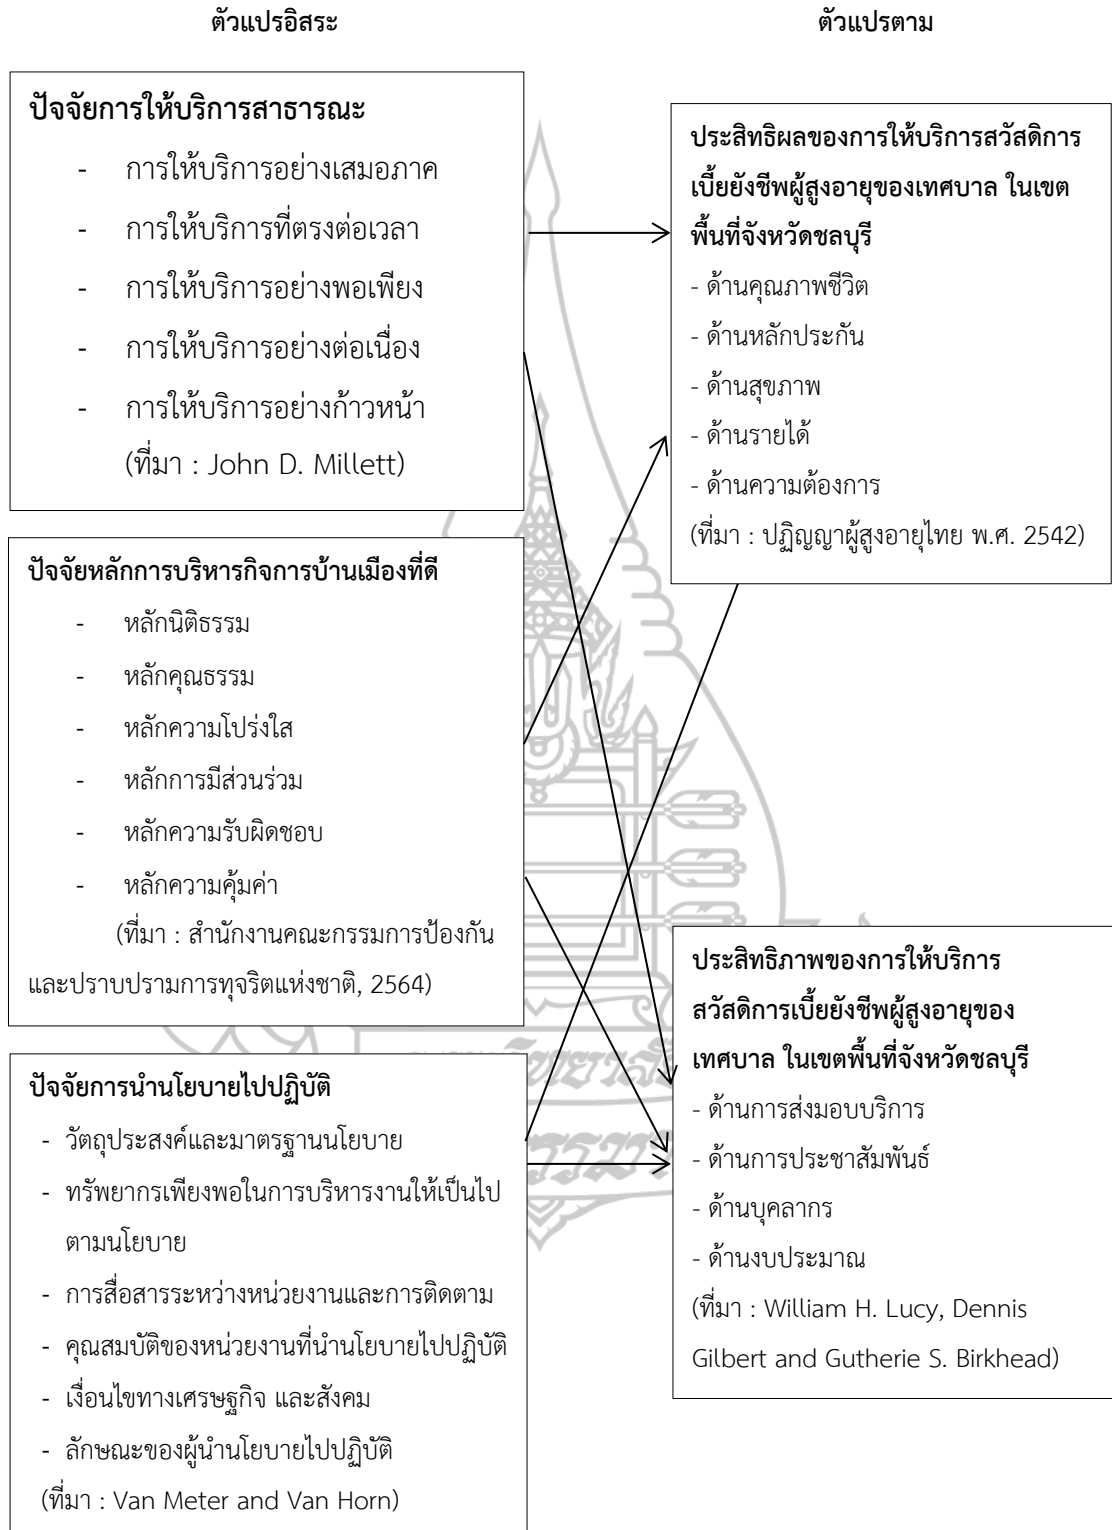 ตัวแปรอิสระ
ตัวแปรตาม
ปัจจัยการให้บริการสาธารณะ
- การให้บริการอย่างเสมอภาค
- การให้บริการที่ตรงต่อเวลา
- การให้บริการอย่างพอเพียง
- การให้บริการอย่างต่อเนื่อง
- การให้บริการอย่างก้าวหน้า
(ที่มา : John D. Millett)
ปัจจัยหลักการบริหารกิจการบ้านเมืองที่ดี
- หลักนิติธรรม
- หลักคุณธรรม
- หลักความโปร่งใส
- หลักการมีส่วนร่วม
- หลักความรับผิดชอบ
- หลักความคุ้มค่า
(ที่มา : สำนักงานคณะกรรมการป้องกัน
และปราบปรามการทุจริตแห่งชาติ, 2564)
ปัจจัยการนำนโยบายไปปฏิบัติ
- วัตถุประสงค์และมาตรฐานนโยบาย
- ทรัพยากรเพียงพอในการบริหารงานให้เป็นไป
ตามนโยบาย
- การสื่อสารระหว่างหน่วยงานและการติดตาม
- คุณสมบัติของหน่วยงานที่นำนโยบายไปปฏิบัติ
- เงื่อนไขทางเศรษฐกิจ และสังคม
- ลักษณะของผู้นำนโยบายไปปฏิบัติ
(ที่มา : Van Meter and Van Horn)
ประสิทธิผลของการให้บริการสวัสดิการ
เบี้ยยังชีพผู้สูงอายุของเทศบาล ในเขต
พื้นที่จังหวัดชลบุรี
- ด้านคุณภาพชีวิต
- ด้านหลักประกัน
- ด้านสุขภาพ
- ด้านรายได้
- ด้านความต้องการ
(ที่มา : ปฏิญญาผู้สูงอายุไทย พ.ศ. 2542)
ประสิทธิภาพของการให้บริการ
สวัสดิการเบี้ยยังชีพผู้สูงอายุของ
เทศบาล ในเขตพื้นที่จังหวัดชลบุรี
- ด้านการส่งมอบบริการ
- ด้านการประชาสัมพันธ์
- ด้านบุคลากร
- ด้านงบประมาณ
(ที่มา : William H. Lucy, Dennis
Gilbert and Gutherie S. Birkhead)